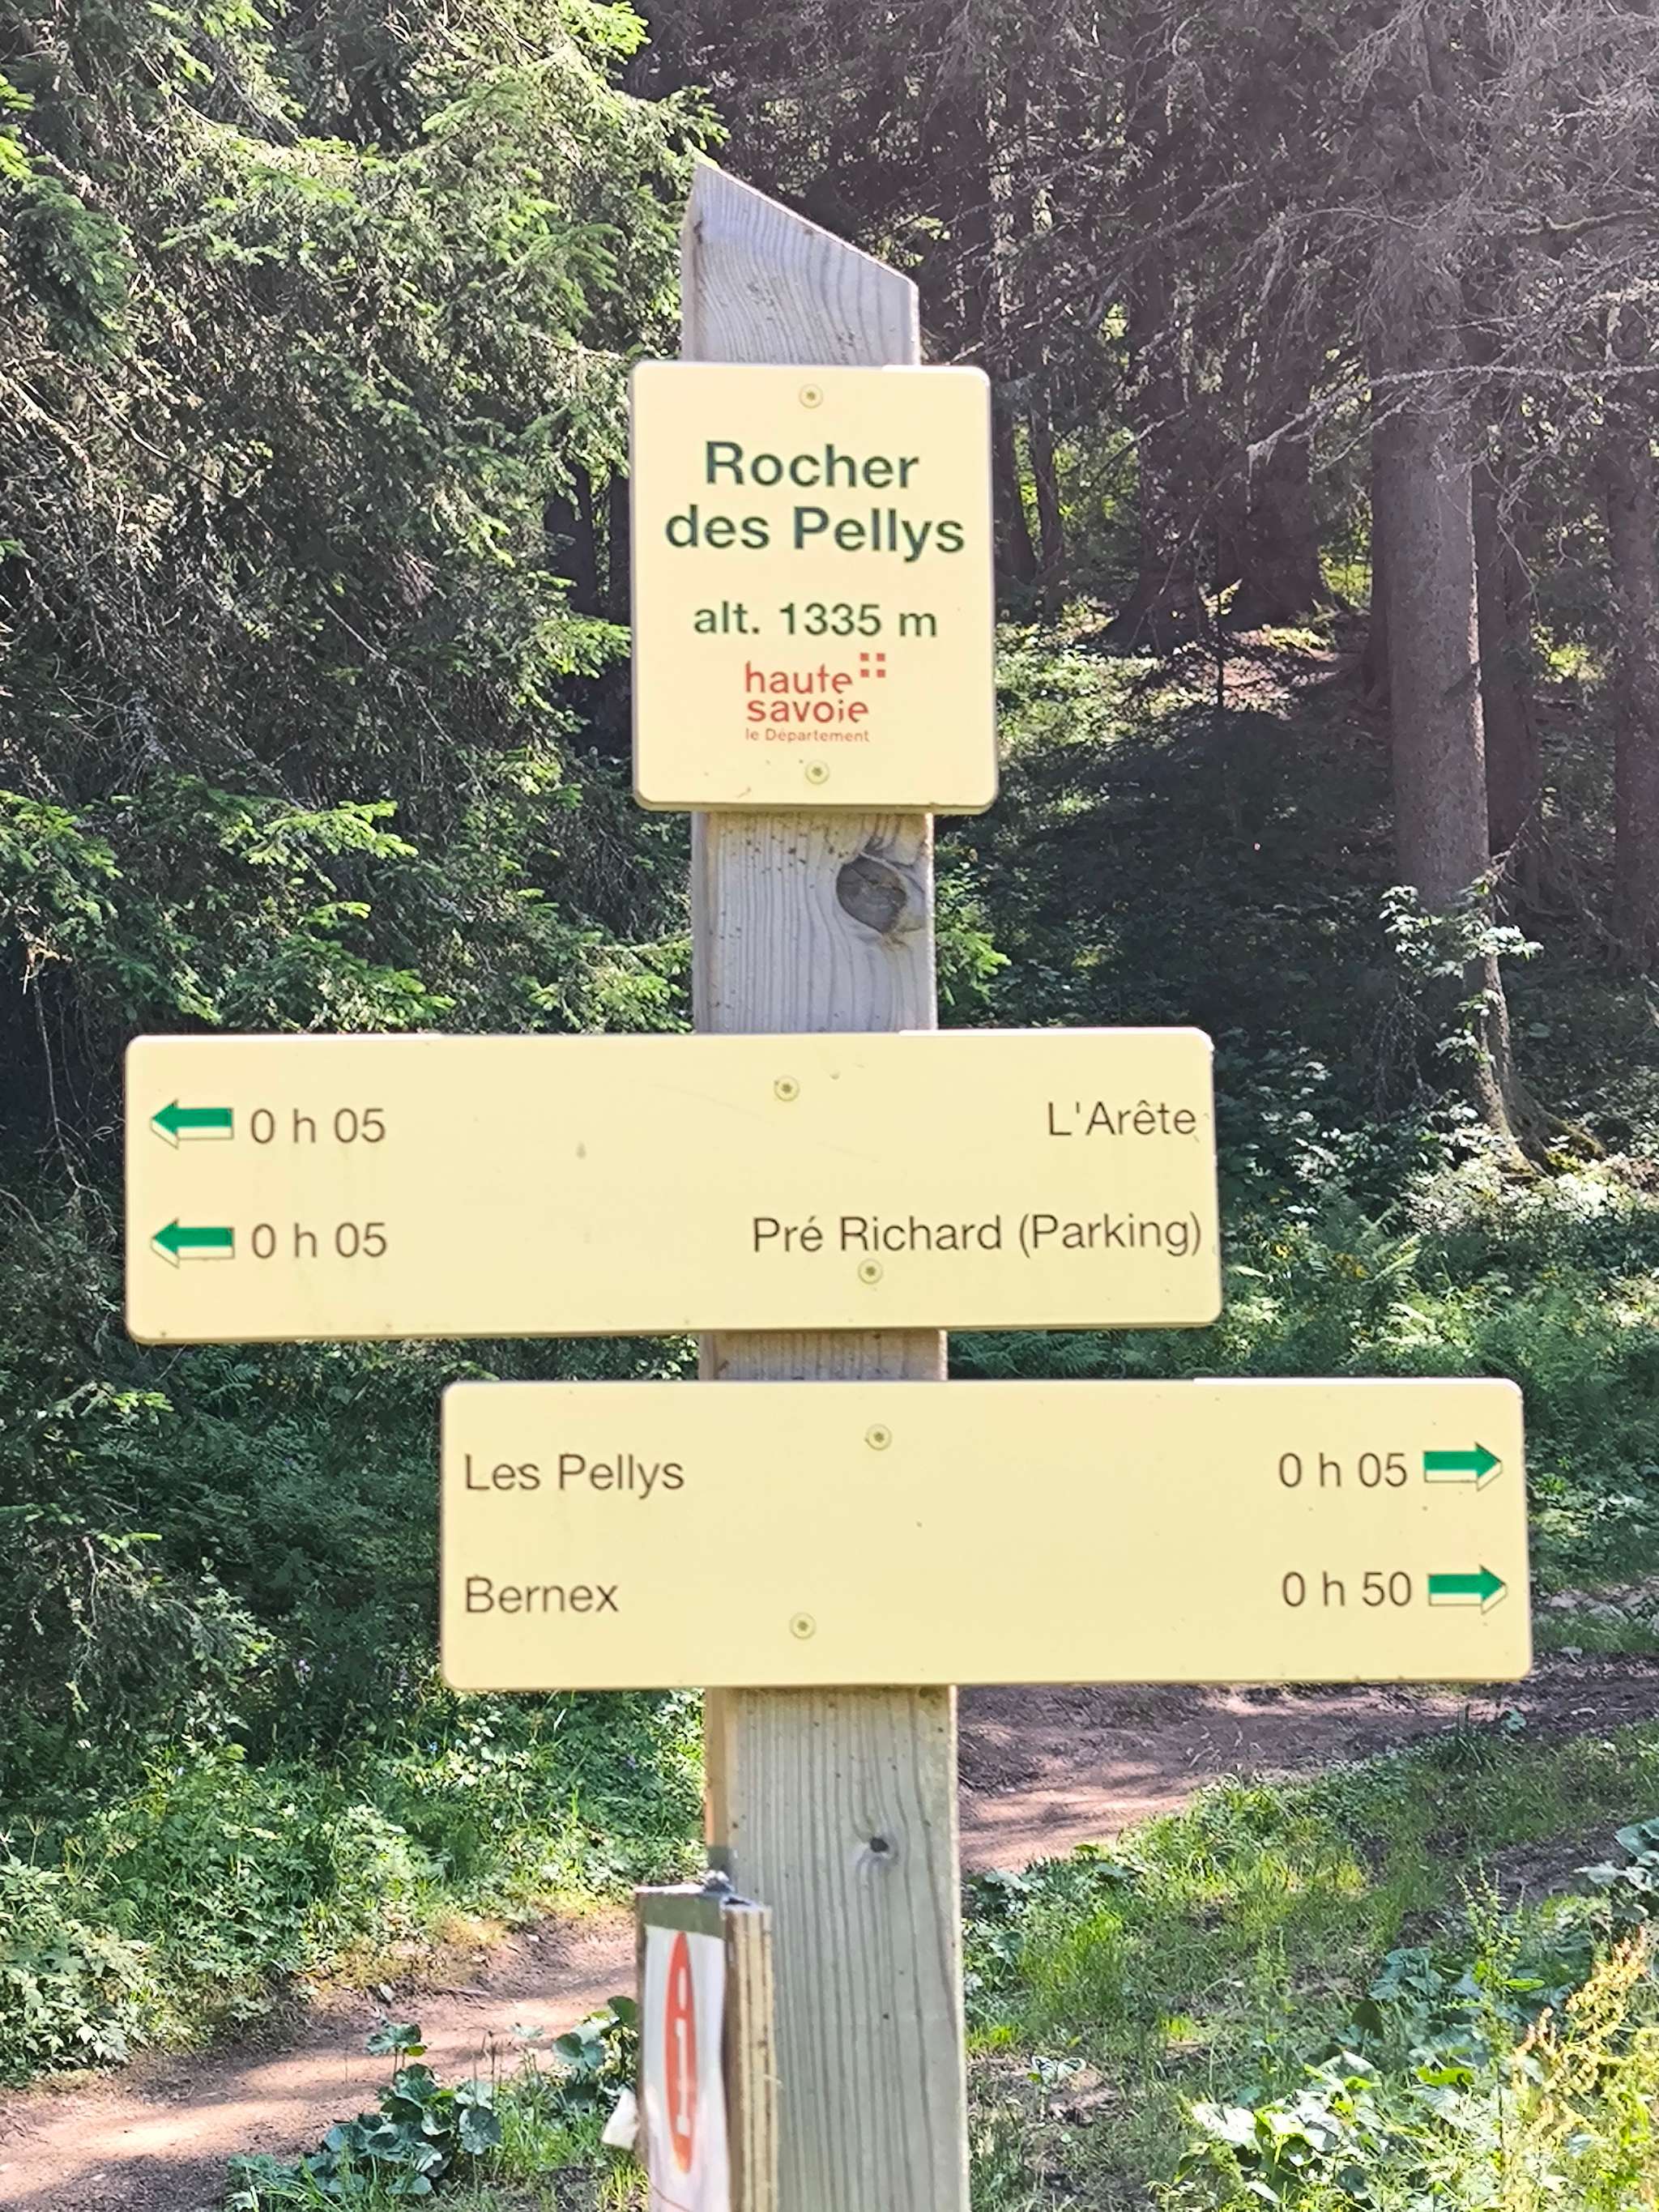 Rocher
des Pellys
alt. 1335 m
haute
savoie
le Département
0 h 05 L'Arête
0 h 05 Pré Richard (Parking)
Les Pellys 0 h 05
Bernex 0 h 50
i